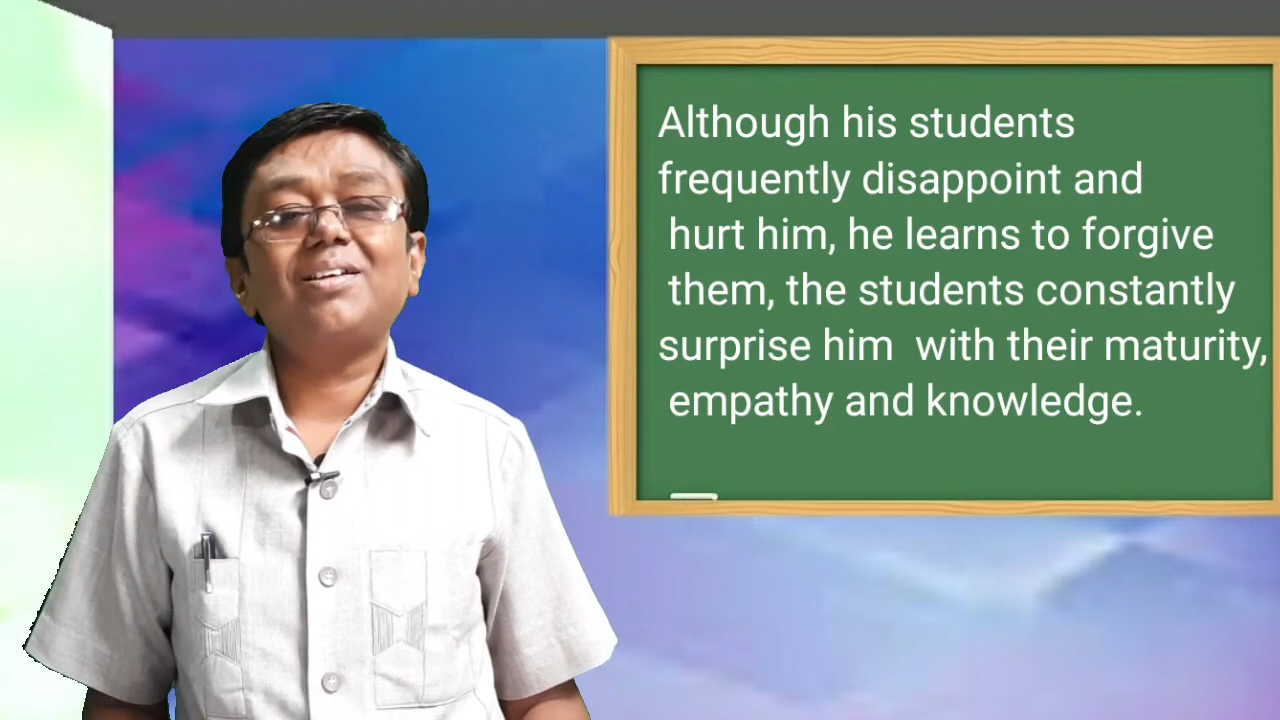 Although his students
frequently disappoint and
hurt him, he learns to forgive
them, the students constantly
surprise him with their maturity,
empathy and knowledge.